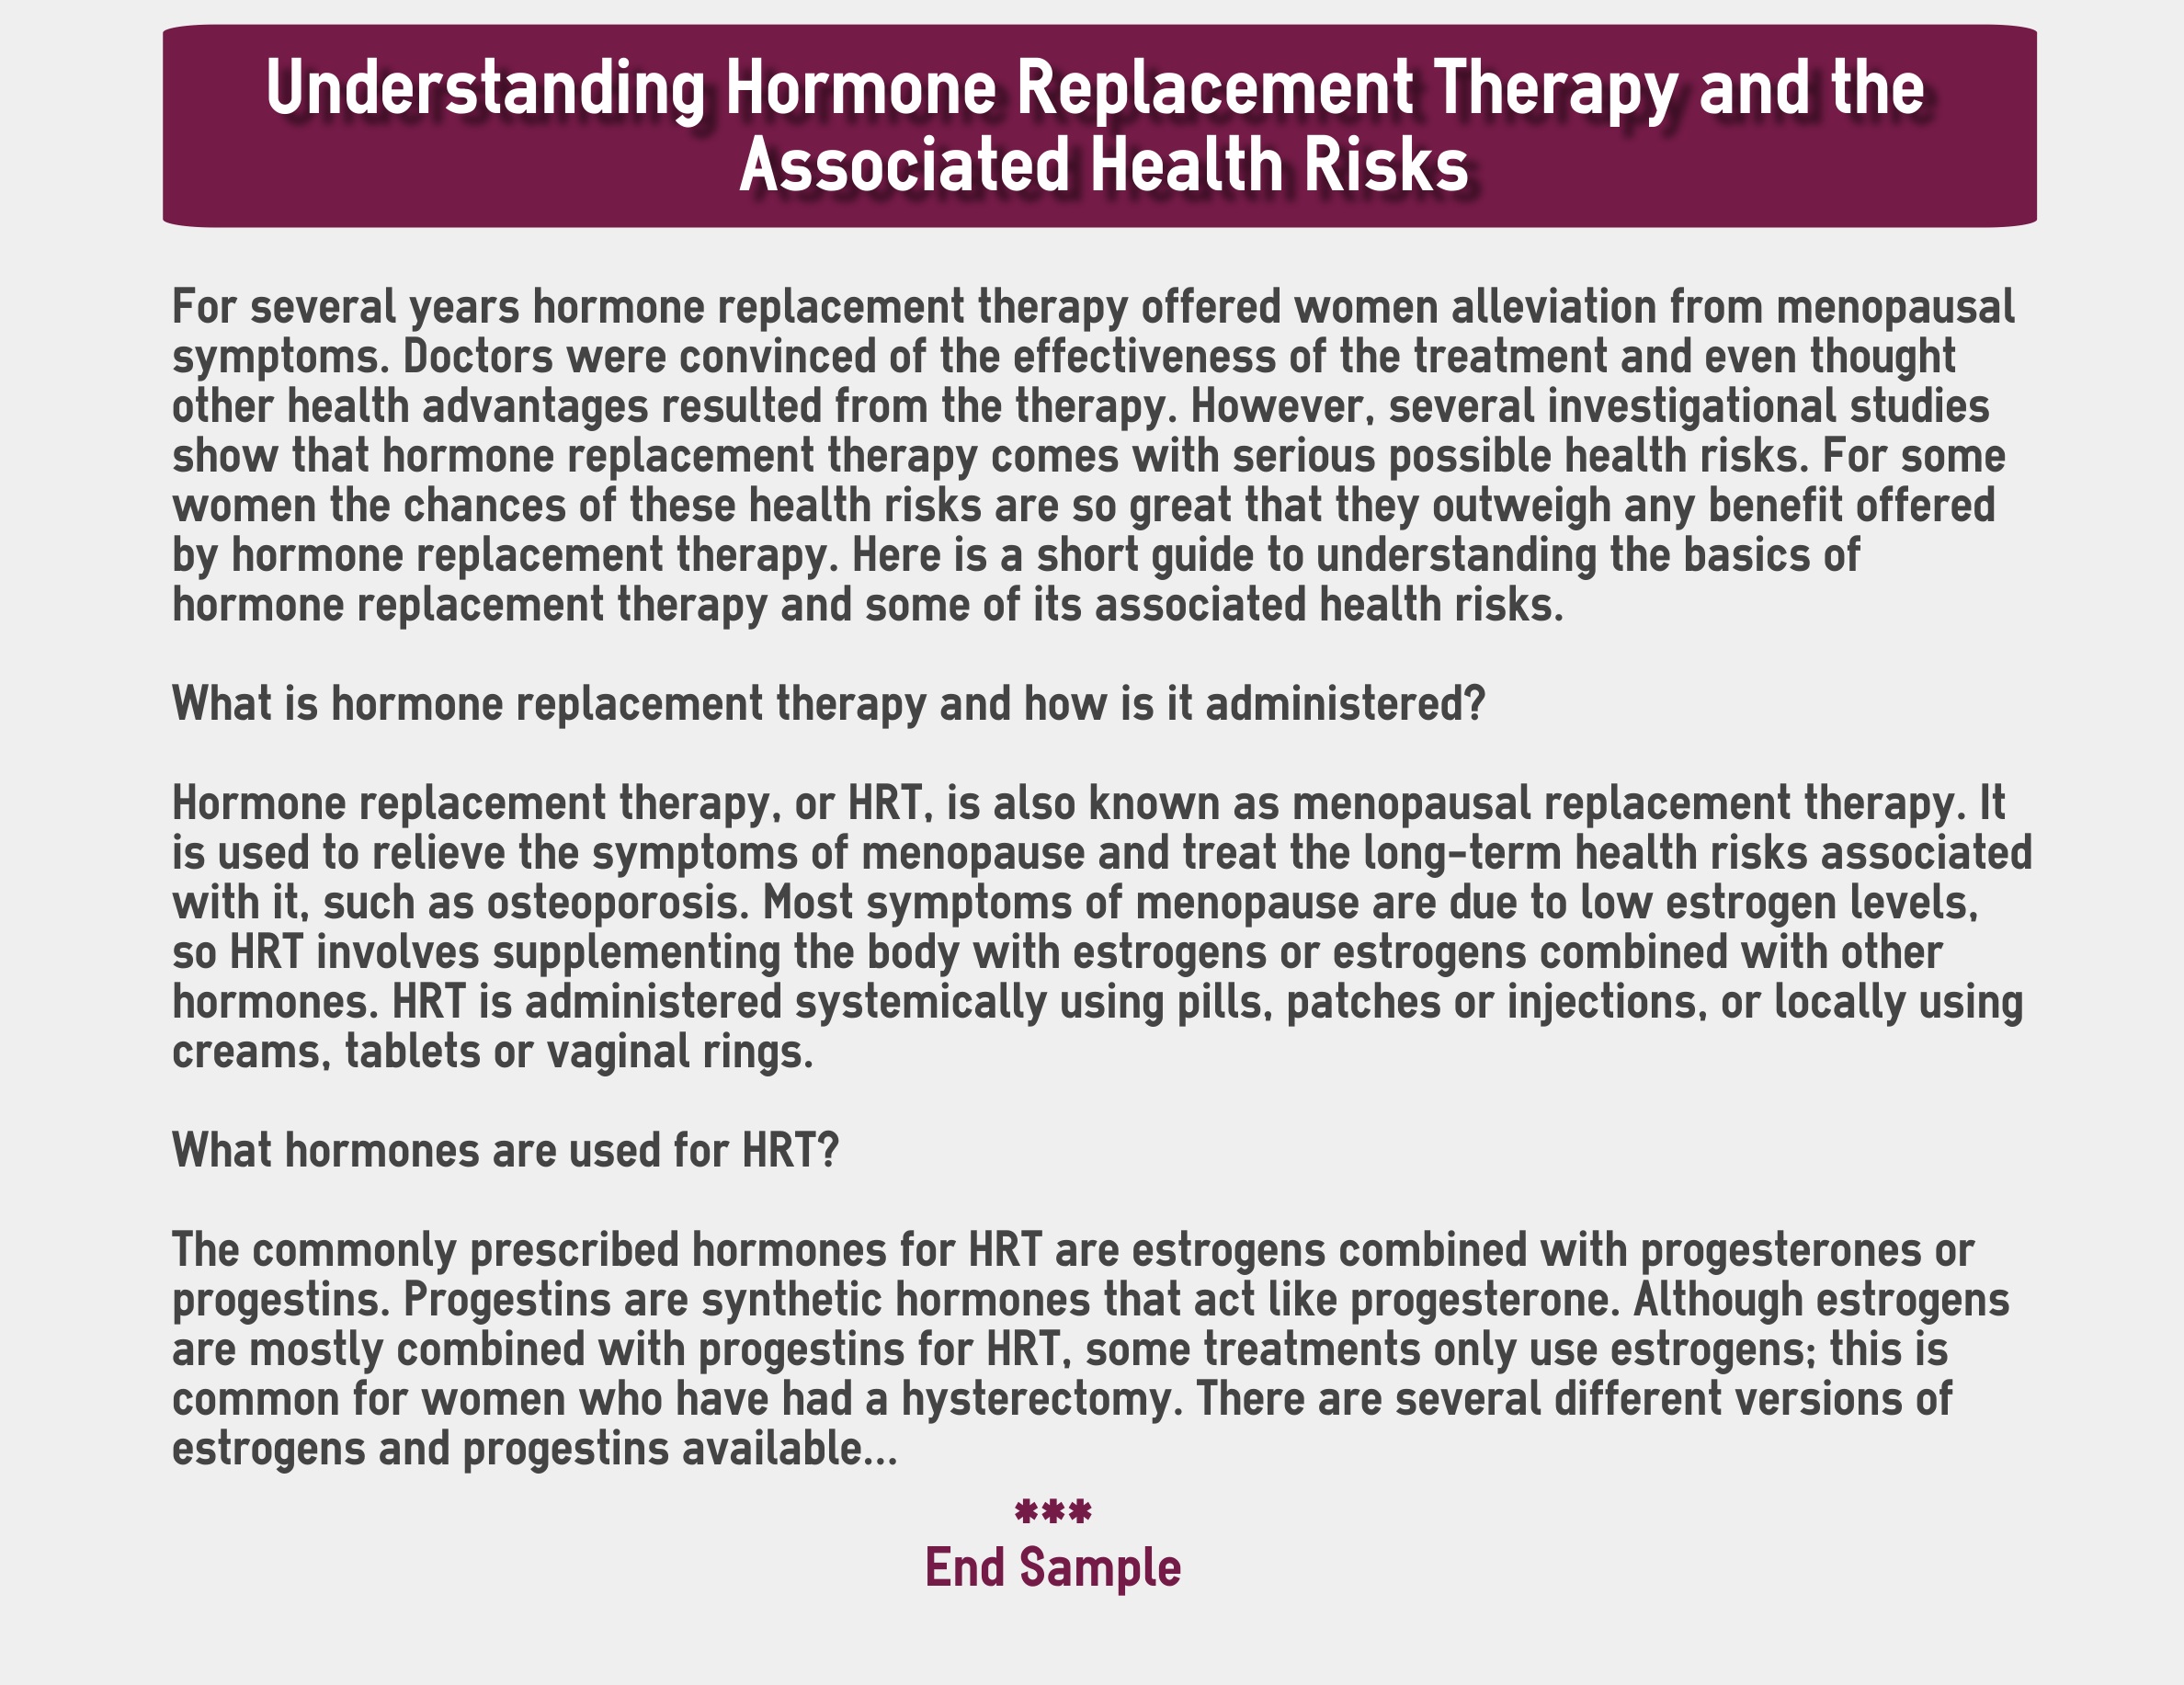 Understanding Hormone Replacement Therapy and the
Associated Health Risks
For several years hormone replacement therapy offered women alleviation from menopausal
symptoms. Doctors were convinced of the effectiveness of the treatment and even thought
other health advantages resulted from the therapy. However, several investigational studies
show that hormone replacement therapy comes with serious possible health risks. For some
women the chances of these health risks are so great that they outweigh any benefit offered
by hormone replacement therapy. Here is a short guide to understanding the basics of
hormone replacement therapy and some of its associated health risks.
What is hormone replacement therapy and how is it administered?
Hormone replacement therapy, or HRT, is also known as menopausal replacement therapy. It
is used to relieve the symptoms of menopause and treat the long-term health risks associated
with it, such as osteoporosis. Most symptoms of menopause are due to low estrogen levels,
so HRT involves supplementing the body with estrogens or estrogens combined with other
hormones. HRT is administered systemically using pills, patches or injections, or locally using
creams, tablets or vaginal rings.
What hormones are used for HRT?
The commonly prescribed hormones for HRT are estrogens combined with progesterones or
progestins. Progestins are synthetic hormones that act like progesterone. Although estrogens
are mostly combined with progestins for HRT, some treatments only use estrogens; this is
common for women who have had a hysterectomy. There are several different versions of
estrogens and progestins available...
***
End Sample